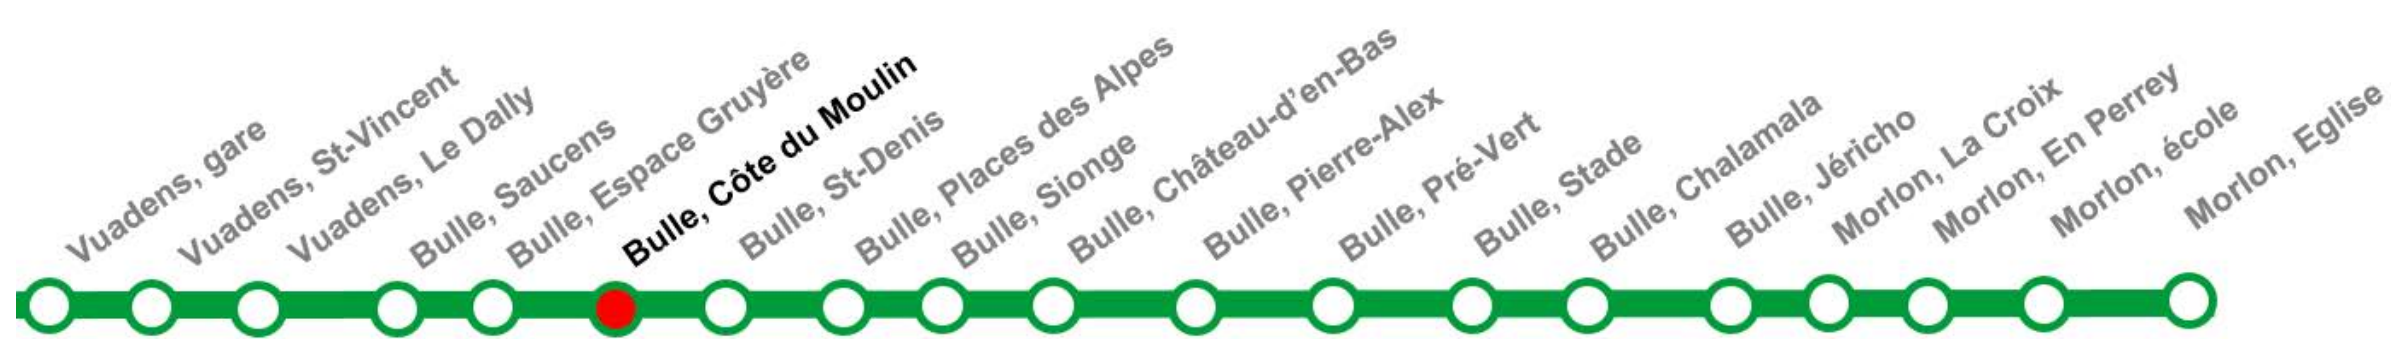 Vuadens, gare
Vuadens, St-Vincent
Vuadens, Le Dally
Bulle, Saucens
Bulle, Espace Gruyère
Bulle, Côte du Moulin
Bulle, St-Denis
Bulle, Places des Alpes
Bulle, Sionge
Bulle, Château-d'en-Bas
Bulle, Pierre-Alex
Bulle, Pré-Vert
Bulle, Stade
Bulle, Chalamala
Bulle, Jéricho
Morlon, La Croix
Morlon, En Perrey
Morlon, école
Morlon, Eglise